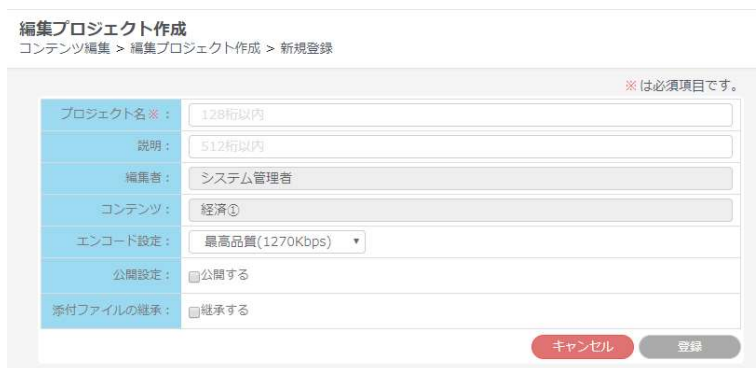 編集プロジェクト作成
コンテンツ編集 > 編集プロジェクト作成 > 新規登録
※は必須項目です。
プロジェクト名※： 128桁以内
説明： 512桁以内
編集者： システム管理者
コンテンツ： 経済①
エンコード設定： 最高品質(1270Kbps) ▼
公開設定： 公開する
添付ファイルの継承： 継承する
キャンセル 登録